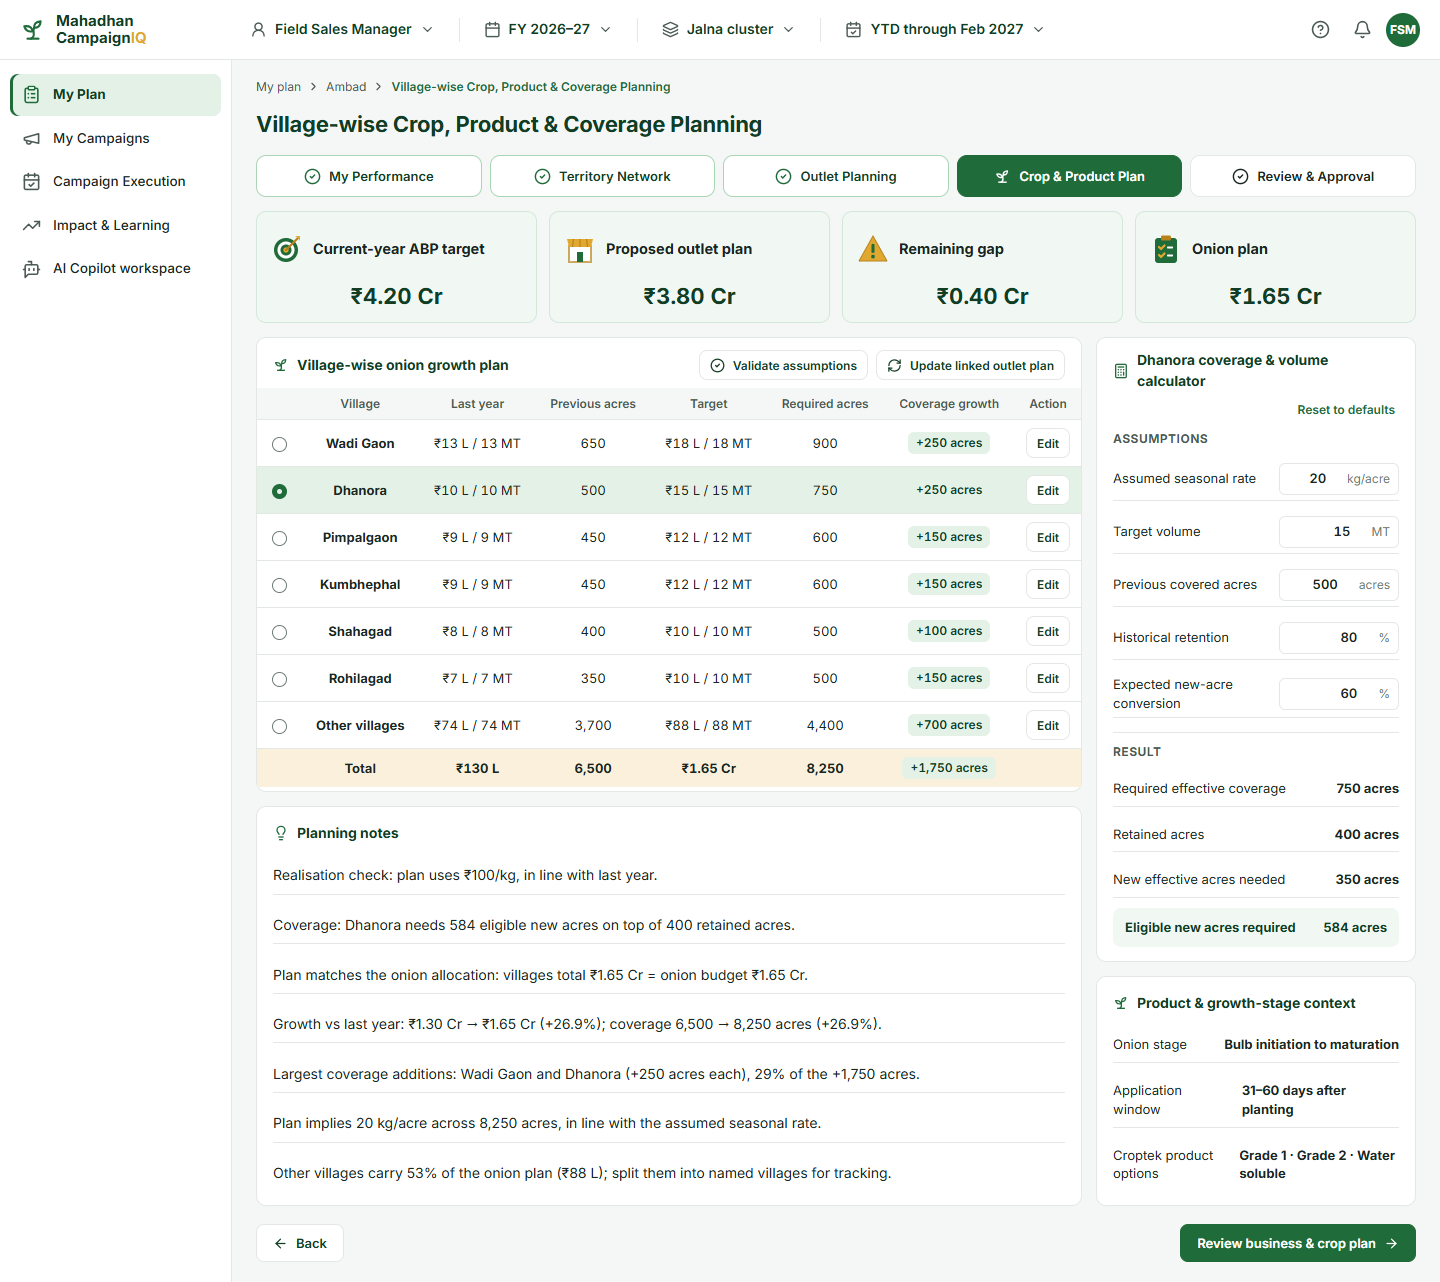 Mahadhan
CampaignIQ
Field Sales Manager
FY 2026–27
Jalna cluster
YTD through Feb 2027
FSM
My Plan
My Campaigns
Campaign Execution
Impact & Learning
AI Copilot workspace
My plan > Ambad > Village-wise Crop, Product & Coverage Planning
Village-wise Crop, Product & Coverage Planning
My Performance
Territory Network
Outlet Planning
Crop & Product Plan
Review & Approval
Current-year ABP target
₹4.20 Cr
Proposed outlet plan
₹3.80 Cr
Remaining gap
₹0.40 Cr
Onion plan
₹1.65 Cr
Village-wise onion growth plan
Validate assumptions
Update linked outlet plan
Village Last year Previous acres Target Required acres Coverage growth Action
Wadi Gaon ₹13 L / 13 MT 650 ₹18 L / 18 MT 900 +250 acres Edit
Dhanora ₹10 L / 10 MT 500 ₹15 L / 15 MT 750 +250 acres Edit
Pimpalgaon ₹9 L / 9 MT 450 ₹12 L / 12 MT 600 +150 acres Edit
Kumbhephal ₹9 L / 9 MT 450 ₹12 L / 12 MT 600 +150 acres Edit
Shahagad ₹8 L / 8 MT 400 ₹10 L / 10 MT 500 +100 acres Edit
Rohilagad ₹7 L / 7 MT 350 ₹10 L / 10 MT 500 +150 acres Edit
Other villages ₹74 L / 74 MT 3,700 ₹88 L / 88 MT 4,400 +700 acres Edit
Total ₹130 L 6,500 ₹1.65 Cr 8,250 +1,750 acres
Planning notes
Realisation check: plan uses ₹100/kg, in line with last year.
Coverage: Dhanora needs 584 eligible new acres on top of 400 retained acres.
Plan matches the onion allocation: villages total ₹1.65 Cr = onion budget ₹1.65 Cr.
Growth vs last year: ₹1.30 Cr → ₹1.65 Cr (+26.9%); coverage 6,500 → 8,250 acres (+26.9%).
Largest coverage additions: Wadi Gaon and Dhanora (+250 acres each), 29% of the +1,750 acres.
Plan implies 20 kg/acre across 8,250 acres, in line with the assumed seasonal rate.
Other villages carry 53% of the onion plan (₹88 L); split them into named villages for tracking.
Dhanora coverage & volume
calculator
Reset to defaults
ASSUMPTIONS
Assumed seasonal rate 20 kg/acre
Target volume 15 MT
Previous covered acres 500 acres
Historical retention 80 %
Expected new-acre
conversion 60 %
RESULT
Required effective coverage 750 acres
Retained acres 400 acres
New effective acres needed 350 acres
Eligible new acres required 584 acres
Product & growth-stage context
Onion stage Bulb initiation to maturation
Application
window
31–60 days after
planting
Croptek product
options
Grade 1 · Grade 2 · Water
soluble
Back
Review business & crop plan